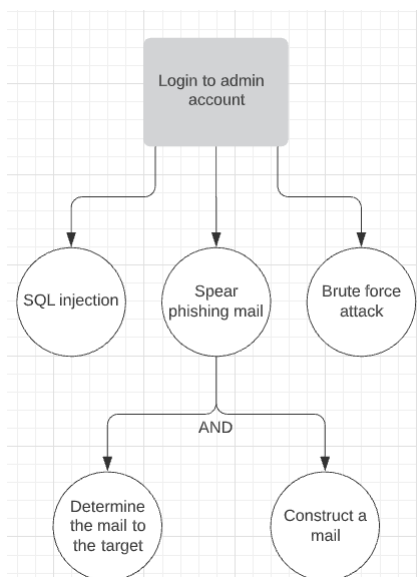 Login to admin
account
SQL injection
Spear
phishing mail
Brute force
attack
AND
Determine
the mail to
the target
Construct a
mail